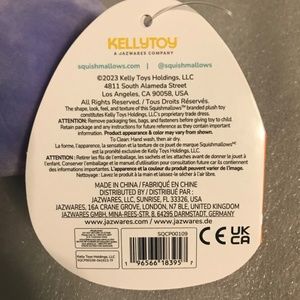 KELLYTOY
A JAZWARES COMPANY
squishmallows.com | @squishmallows
©2023 Kelly Toys Holdings, LLC
4811 South Alameda Street
Los Angeles, CA 90058, USA
All Rights Reserved / Tous Droits Réservés.
The shape, look, feel, and texture of this Squishmallows™ branded plush toy
constitutes Kelly Toys Holdings, LLC's proprietary trade dress.
ATTENTION: Remove packaging ties, bags, and fasteners before giving toy to child.
Retain package and any instructions for future reference as they contain important
information. Product appearance & color may vary from shown.
To Clean: Hand wash, then air dry.
La forme, l'apparence, la sensation et la texture de ce jouet Squishmallows™
est la propriété exclusive de Kelly Toys Holdings, LLC.
ATTENTION: Retirer les fils de l'emballage, les sachets et les attaches avant de donner le jouet à
l'enfant. Conserver l'emballage et le manuel d'utilisation pour consultation future car ils contiennent
des informations importantes. L'apparence et la couleur du produit peuvent varier de l'image.
Nettoyage: Lavez le produit à la main et laissez-le sécher à l'air libre.
MADE IN CHINA / FABRIQUÉ EN CHINE
DISTRIBUTED BY / DISTRIBUÉ PAR :
JAZWARES, LLC, SUNRISE, FL 33326, USA
JAZWARES, 16A CRANE GROVE, LONDON, N7 8LE, UNITED KINGDOM
JAZWARES GMBH, MINA-REES-STR. 8, 64295 DARMSTADT, GERMANY
www.jazwares.com
SQCP00109
1 96566 18395 7
Kelly Toys Holdings, LLC
CE
UK
CA